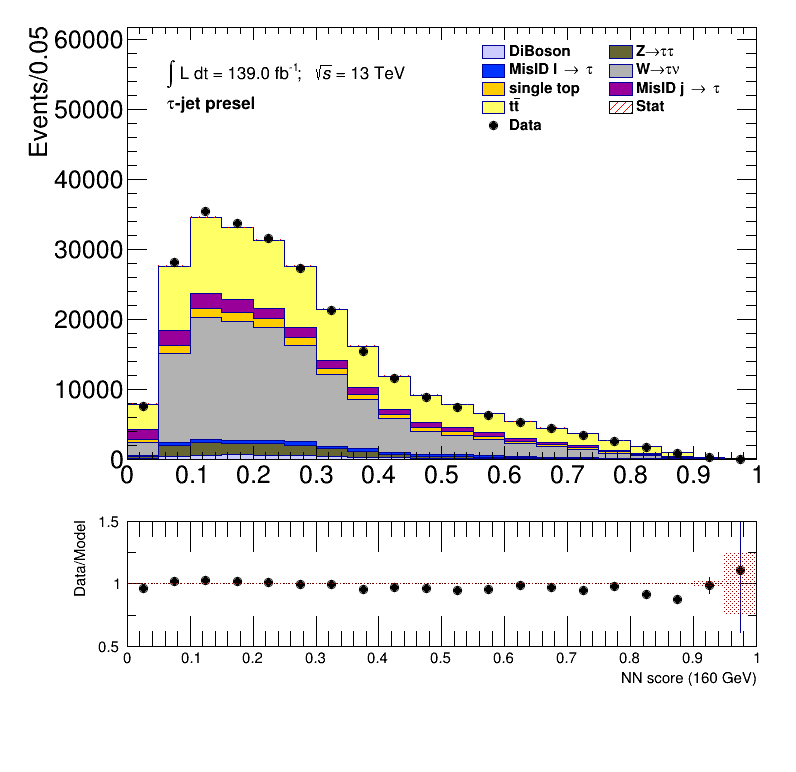 Events/0.05
60000
50000
40000
30000
20000
10000
0
∫ L dt = 139.0 fb⁻¹; √s = 13 TeV
τ-jet presel
DiBoson
MisID l → τ
single top
tt̄
Data
Z→ττ
W→τν
MisID j → τ
Stat
0 0.1 0.2 0.3 0.4 0.5 0.6 0.7 0.8 0.9 1
Data/Model
1.5
1
0.5
0 0.1 0.2 0.3 0.4 0.5 0.6 0.7 0.8 0.9 1
NN score (160 GeV)